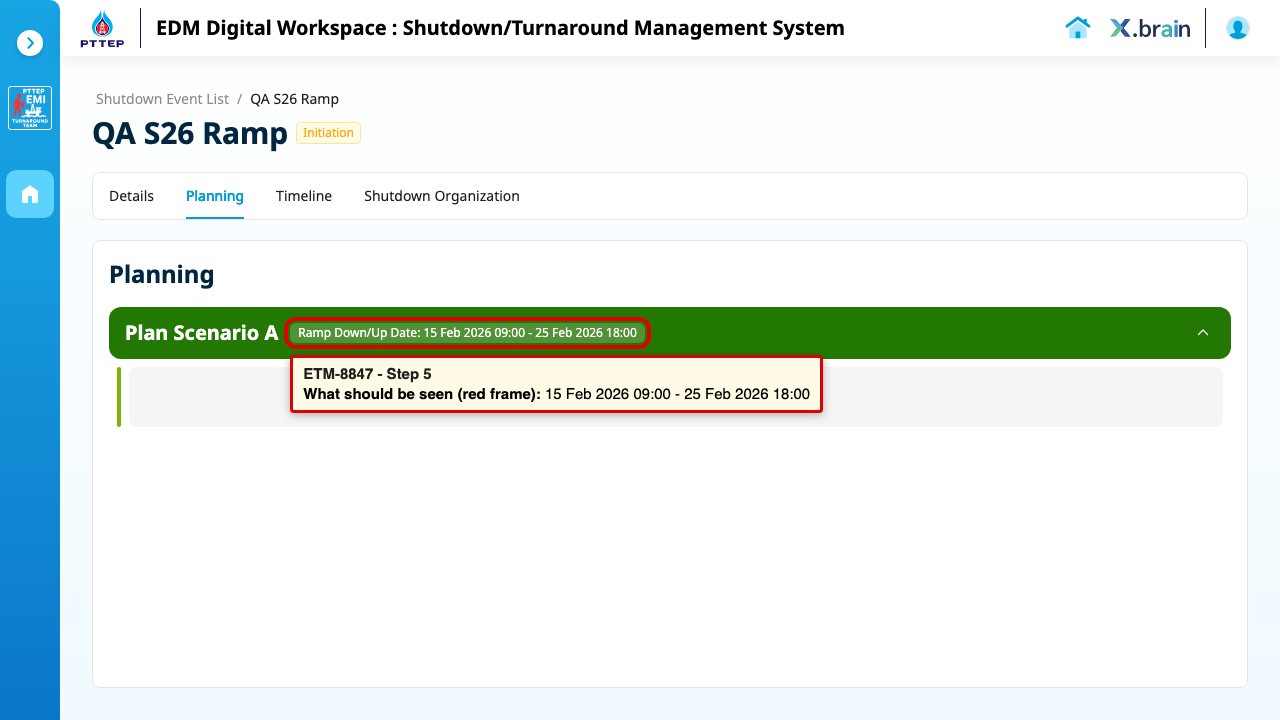 PTTEP
EDM Digital Workspace : Shutdown/Turnaround Management System
X.brain
PTTEP
EMI
TURNAROUND
TEAM
Shutdown Event List / QA S26 Ramp
QA S26 Ramp Initiation
Details Planning Timeline Shutdown Organization
Planning
Plan Scenario A Ramp Down/Up Date: 15 Feb 2026 09:00 - 25 Feb 2026 18:00
ETM-8847 - Step 5
What should be seen (red frame): 15 Feb 2026 09:00 - 25 Feb 2026 18:00